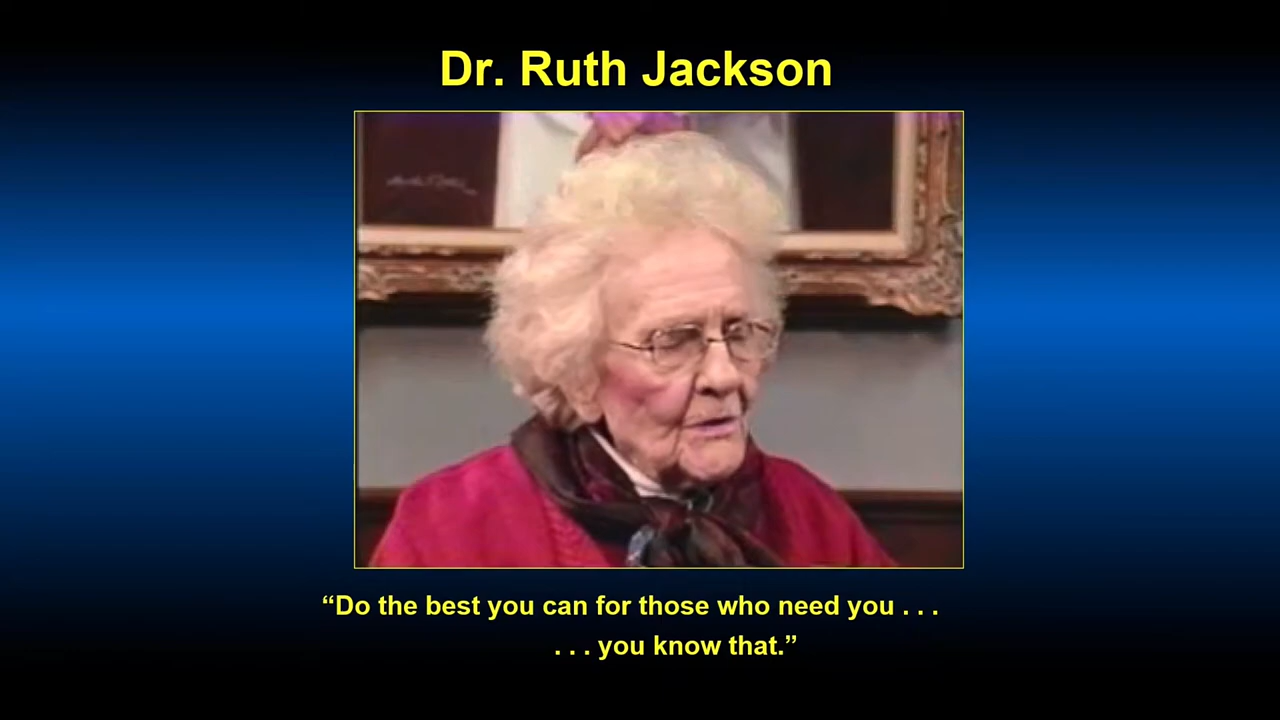 Dr. Ruth Jackson
“Do the best you can for those who need you . . .
. . . you know that.”